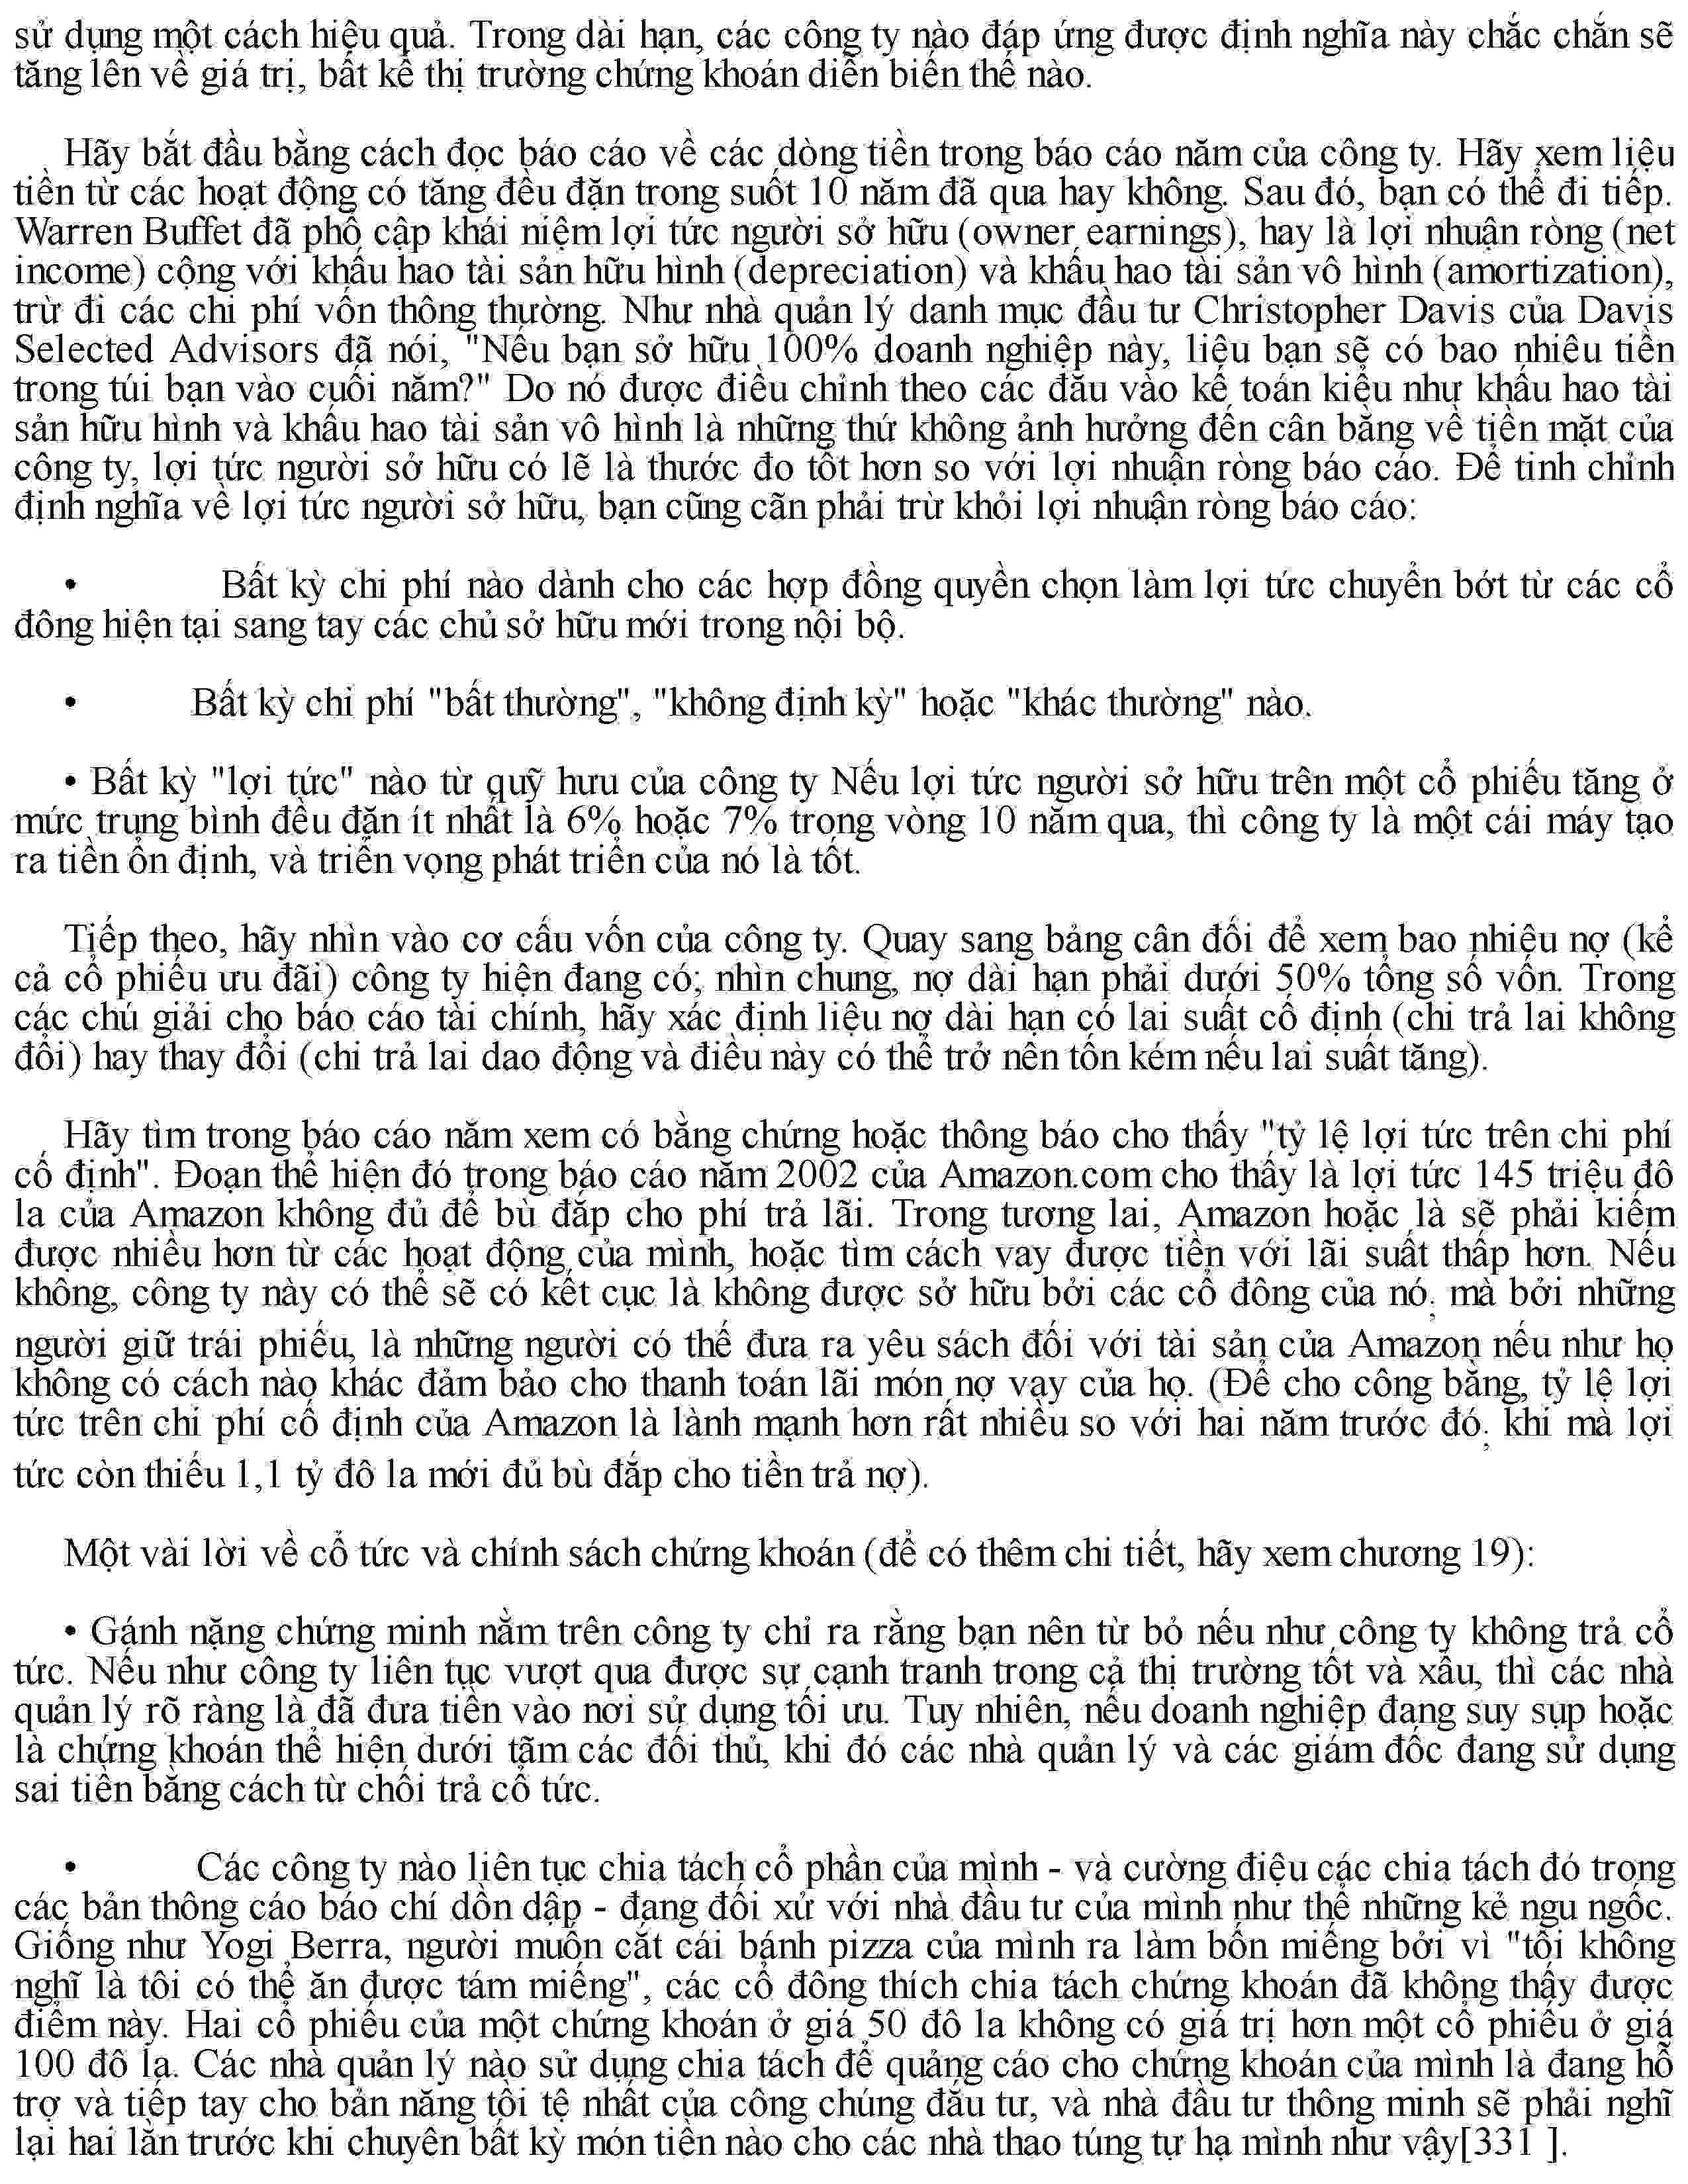 sử dụng một cách hiệu quả. Trong dài hạn, các công ty nào đáp ứng được định nghĩa này chắc chắn sẽ
tăng lên về giá trị, bất kể thị trường chứng khoán diễn biến thế nào.
Hãy bắt đầu bằng cách đọc báo cáo về các dòng tiền trong báo cáo năm của công ty. Hãy xem liệu
tiền từ các hoạt động có tăng đều đặn trong suốt 10 năm đã qua hay không. Sau đó, bạn có thể đi tiếp.
Warren Buffet đã phổ cập khái niệm lợi tức người sở hữu (owner earnings), hay là lợi nhuận ròng (net
income) cộng với khấu hao tài sản hữu hình (depreciation) và khấu hao tài sản vô hình (amortization),
trừ đi các chi phí vốn thông thường. Như nhà quản lý danh mục đầu tư Christopher Davis của Davis
Selected Advisors đã nói, "Nếu bạn sở hữu 100% doanh nghiệp này, liệu bạn sẽ có bao nhiêu tiền
trong túi bạn vào cuối năm?" Do nó được điều chỉnh theo các đầu vào kế toán kiểu như khấu hao tài
sản hữu hình và khấu hao tài sản vô hình là những thứ không ảnh hưởng đến cân bằng về tiền mặt của
công ty, lợi tức người sở hữu có lẽ là thước đo tốt hơn so với lợi nhuận ròng báo cáo. Để tinh chỉnh
định nghĩa về lợi tức người sở hữu, bạn cũng cần phải trừ khỏi lợi nhuận ròng báo cáo:
• Bất kỳ chi phí nào dành cho các hợp đồng quyền chọn làm lợi tức chuyển bớt từ các cổ
đông hiện tại sang tay các chủ sở hữu mới trong nội bộ.
• Bất kỳ chi phí "bất thường", "không định kỳ" hoặc "khác thường" nào.
• Bất kỳ "lợi tức" nào từ quỹ hưu của công ty Nếu lợi tức người sở hữu trên một cổ phiếu tăng ở
mức trung bình đều đặn ít nhất là 6% hoặc 7% trong vòng 10 năm qua, thì công ty là một cái máy tạo
ra tiền ổn định, và triển vọng phát triển của nó là tốt.
Tiếp theo, hãy nhìn vào cơ cấu vốn của công ty. Quay sang bảng cân đối để xem bao nhiêu nợ (kể
cả cổ phiếu ưu đãi) công ty hiện đang có; nhìn chung, nợ dài hạn phải dưới 50% tổng số vốn. Trong
các chú giải cho báo cáo tài chính, hãy xác định liệu nợ dài hạn có lai suất cố định (chi trả lai không
đổi) hay thay đổi (chi trả lai dao động và điều này có thể trở nên tốn kém nếu lai suất tăng).
Hãy tìm trong báo cáo năm xem có bằng chứng hoặc thông báo cho thấy "tỷ lệ lợi tức trên chi phí
cố định". Đoạn thể hiện đó trong báo cáo năm 2002 của Amazon.com cho thấy là lợi tức 145 triệu đô
la của Amazon không đủ để bù đắp cho phí trả lãi. Trong tương lai, Amazon hoặc là sẽ phải kiếm
được nhiều hơn từ các hoạt động của mình, hoặc tìm cách vay được tiền với lãi suất thấp hơn. Nếu
không, công ty này có thể sẽ có kết cục là không được sở hữu bởi các cổ đông của nó, mà bởi những
người giữ trái phiếu, là những người có thể đưa ra yêu sách đối với tài sản của Amazon nếu như họ
không có cách nào khác đảm bảo cho thanh toán lãi món nợ vay của họ. (Để cho công bằng, tỷ lệ lợi
tức trên chi phí cố định của Amazon là lành mạnh hơn rất nhiều so với hai năm trước đó, khi mà lợi
tức còn thiếu 1,1 tỷ đô la mới đủ bù đắp cho tiền trả nợ).
Một vài lời về cổ tức và chính sách chứng khoán (để có thêm chi tiết, hãy xem chương 19):
• Gánh nặng chứng minh nằm trên công ty chỉ ra rằng bạn nên từ bỏ nếu như công ty không trả cổ
tức. Nếu như công ty liên tục vượt qua được sự cạnh tranh trong cả thị trường tốt và xấu, thì các nhà
quản lý rõ ràng là đã đưa tiền vào nơi sử dụng tối ưu. Tuy nhiên, nếu doanh nghiệp đang suy sụp hoặc
là chứng khoán thể hiện dưới tầm các đối thủ, khi đó các nhà quản lý và các giám đốc đang sử dụng
sai tiền bằng cách từ chối trả cổ tức.
• Các công ty nào liên tục chia tách cổ phần của mình - và cường điệu các chia tách đó trong
các bản thông cáo báo chí dồn dập - đang đối xử với nhà đầu tư của mình như thể những kẻ ngu ngốc.
Giống như Yogi Berra, người muốn cắt cái bánh pizza của mình ra làm bốn miếng bởi vì "tôi không
nghĩ là tôi có thể ăn được tám miếng", các cổ đông thích chia tách chứng khoán đã không thấy được
điểm này. Hai cổ phiếu của một chứng khoán ở giá 50 đô la không có giá trị hơn một cổ phiếu ở giá
100 đô la. Các nhà quản lý nào sử dụng chia tách để quảng cáo cho chứng khoán của mình là đang hỗ
trợ và tiếp tay cho bản năng tồi tệ nhất của công chúng đầu tư, và nhà đầu tư thông minh sẽ phải nghĩ
lại hai lần trước khi chuyện bất kỳ món tiền nào cho các nhà thao túng tự hạ mình như vậy[331 ].